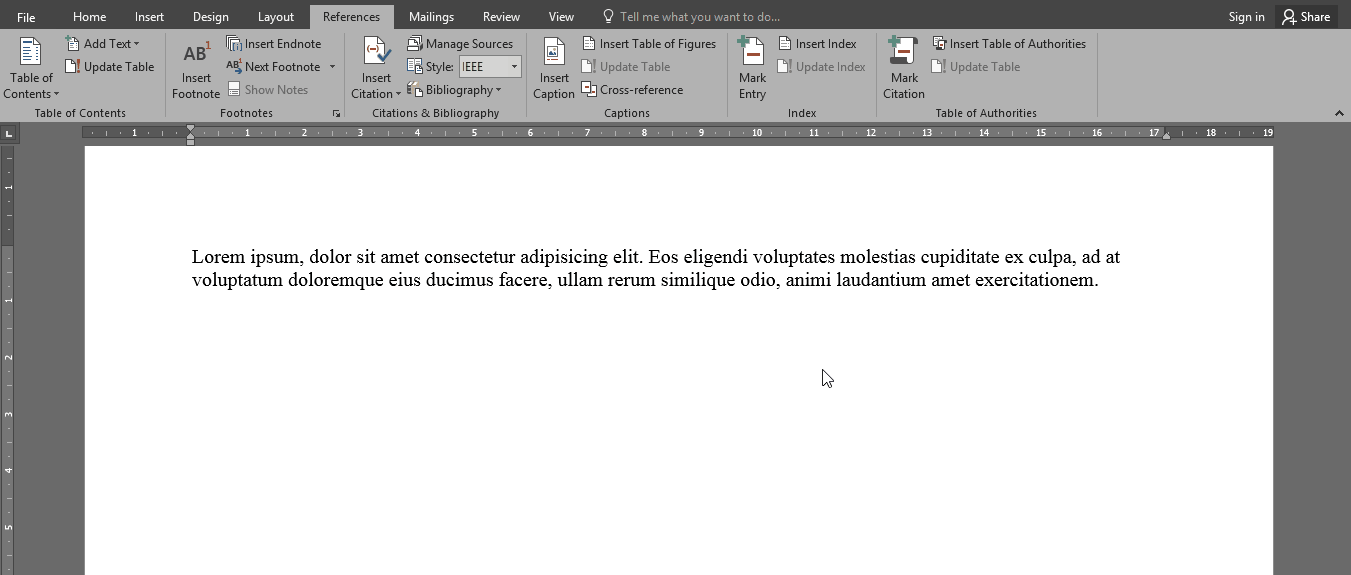 File Home Insert Design Layout References Mailings Review View Tell me what you want to do... Sign in Share
Table of Contents
Add Text
Update Table
Table of Contents
AB1 Insert Footnote
Insert Endnote
AB1 Next Footnote
Show Notes
Footnotes
Insert Citation
Manage Sources
Style: IEEE
Bibliography
Citations & Bibliography
Insert Caption
Insert Table of Figures
Update Table
Cross-reference
Captions
Mark Entry
Insert Index
Update Index
Index
Mark Citation
Insert Table of Authorities
Update Table
Table of Authorities
L
1 1 2 3 4 5 6 7 8 9 10 11 12 13 14 15 16 17 18 19
1
1
2
3
4
5
Lorem ipsum, dolor sit amet consectetur adipisicing elit. Eos eligendi voluptates molestias cupiditate ex culpa, ad at
voluptatum doloremque eius ducimus facere, ullam rerum similique odio, animi laudantium amet exercitationem.